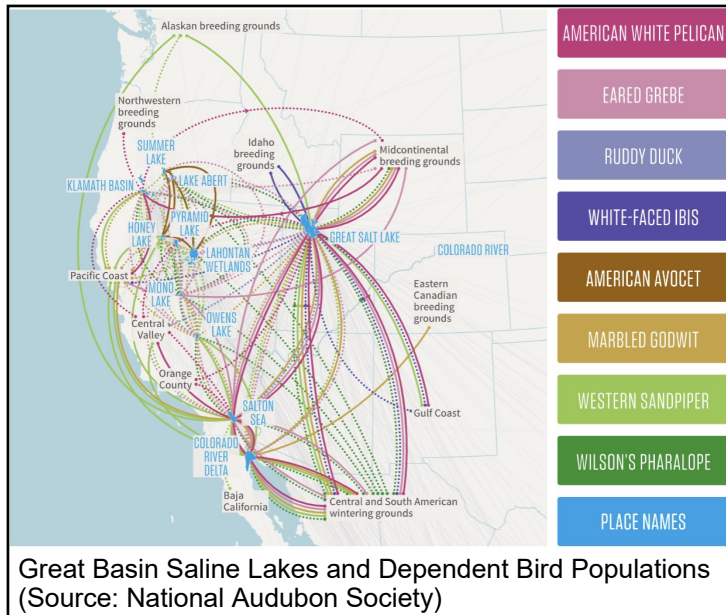 Alaskan breeding grounds
Northwestern
breeding
grounds
SUMMER
LAKE
Idaho
breeding
grounds
Midcontinental
breeding grounds
KLAMATH BASIN
LAKE ABERT
PYRAMID
LAKE
HONEY
LAKE
GREAT SALT LAKE
LAHONTAN
WETLANDS
COLORADO RIVER
Pacific Coast
MONO
LAKE
Eastern
Canadian
breeding
grounds
OWENS
LAKE
Central
Valley
Orange
County
SALTON
SEA
Gulf Coast
COLORADO
RIVER
DELTA
Baja
California
Central and South American
wintering grounds
AMERICAN WHITE PELICAN
EARED GREBE
RUDDY DUCK
WHITE-FACED IBIS
AMERICAN AVOCET
MARBLED GODWIT
WESTERN SANDPIPER
WILSON'S PHARALOPE
PLACE NAMES
Great Basin Saline Lakes and Dependent Bird Populations
(Source: National Audubon Society)